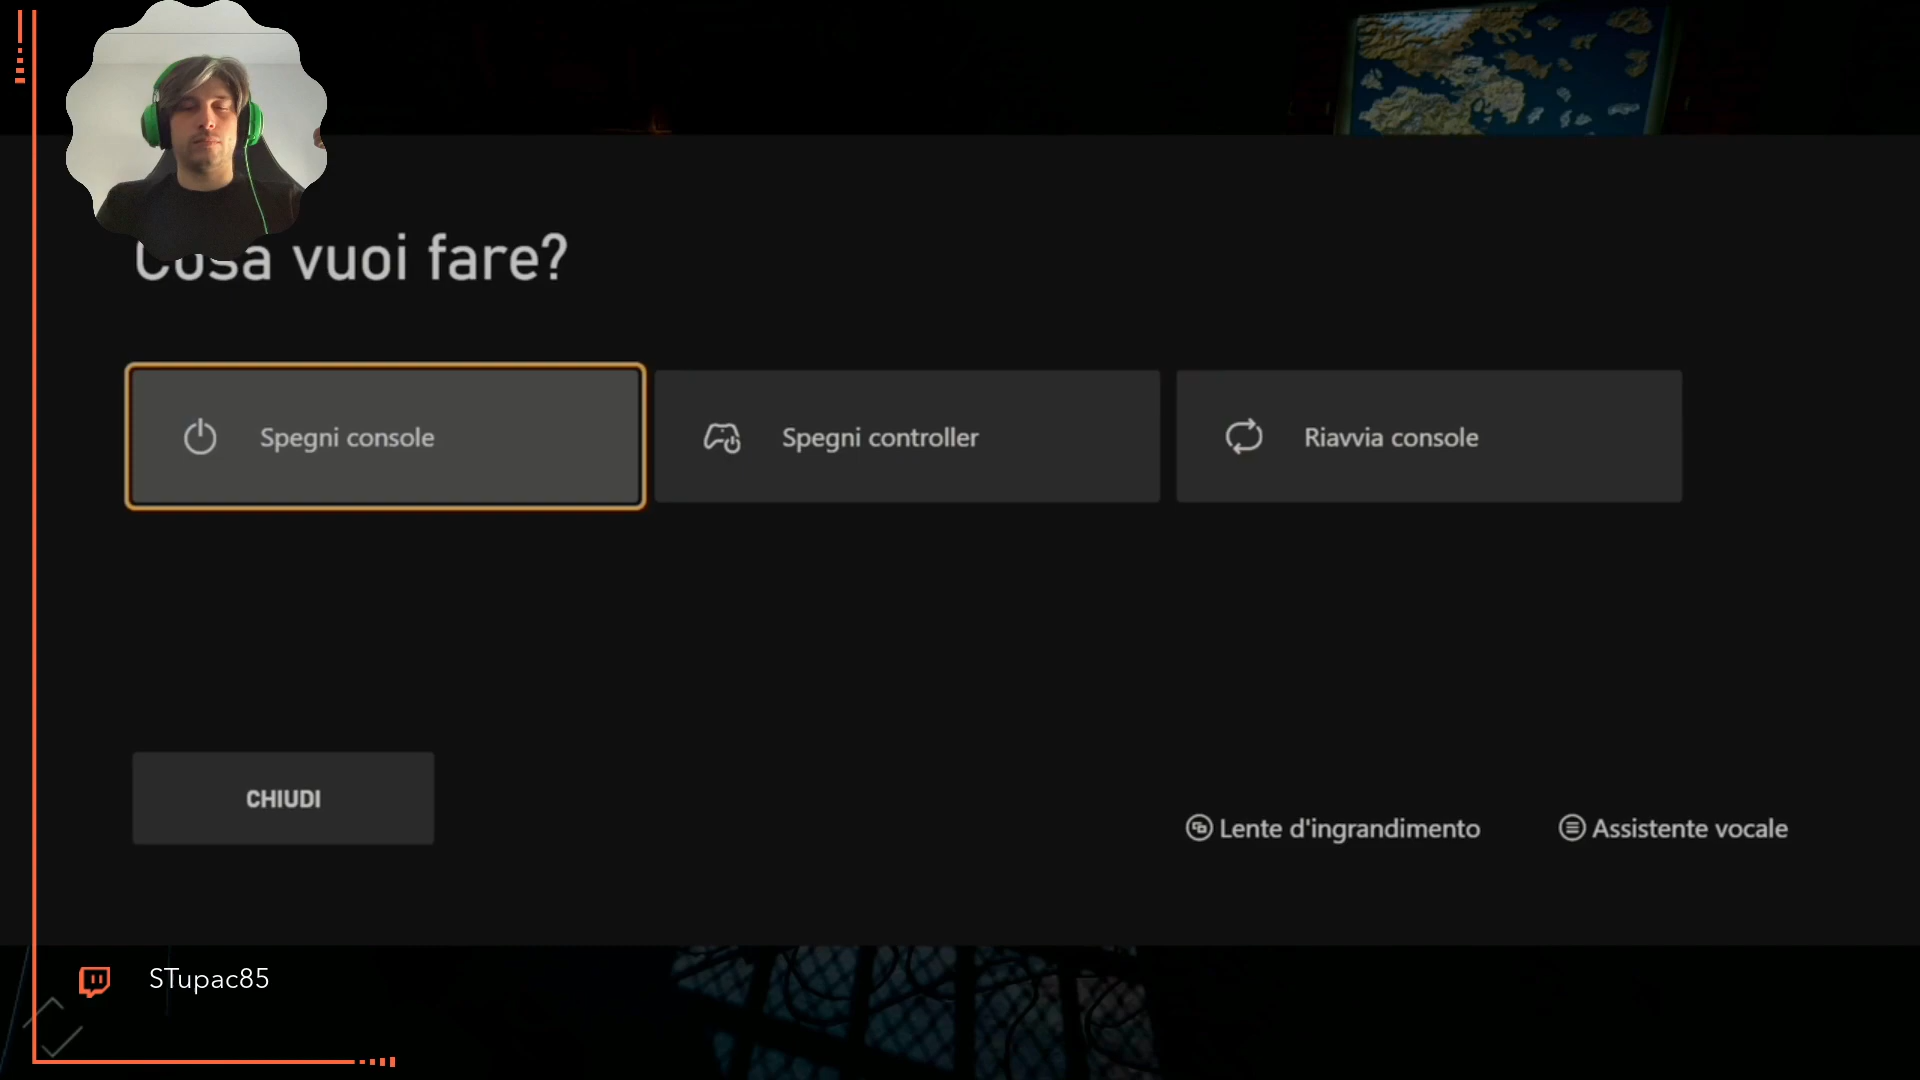 Cosa vuoi fare?
Spegni console
Spegni controller
Riavvia console
CHIUDI
Lente d'ingrandimento
Assistente vocale
STupac85